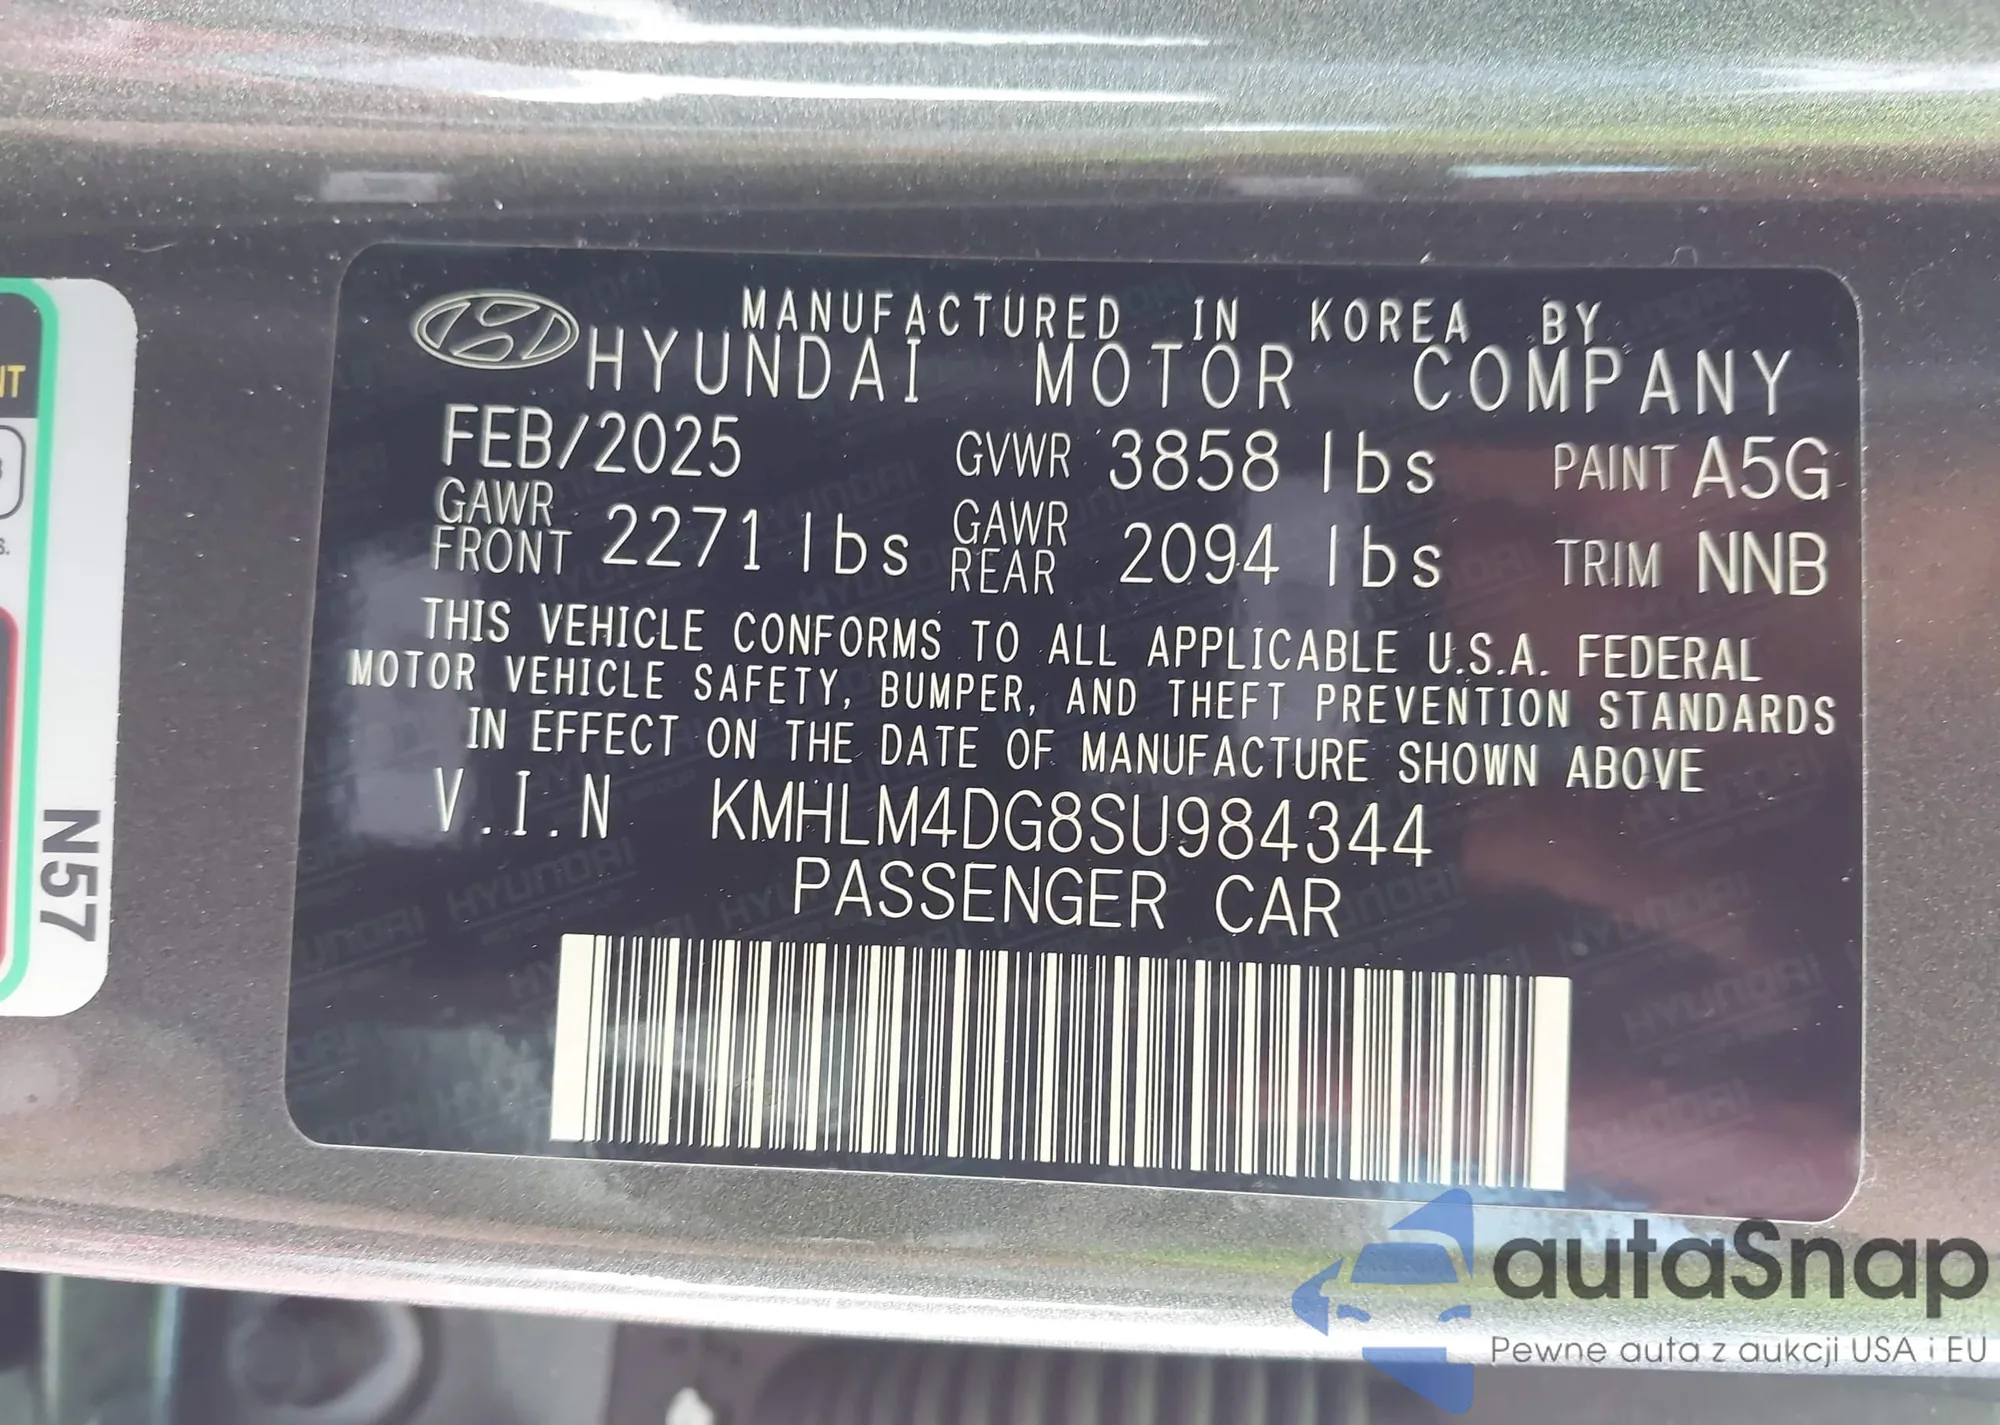 MANUFACTURED IN KOREA BY
HYUNDAI MOTOR COMPANY
FEB/2025 GVWR 3858 lbs PAINT A5G
GAWR FRONT 2271 lbs GAWR REAR 2094 lbs TRIM NNB
THIS VEHICLE CONFORMS TO ALL APPLICABLE U.S.A. FEDERAL
MOTOR VEHICLE SAFETY, BUMPER, AND THEFT PREVENTION STANDARDS
IN EFFECT ON THE DATE OF MANUFACTURE SHOWN ABOVE
V.I.N KMHLM4DG8SU984344
PASSENGER CAR
N57
autaSnap
Pewne auta z aukcji USA i EU